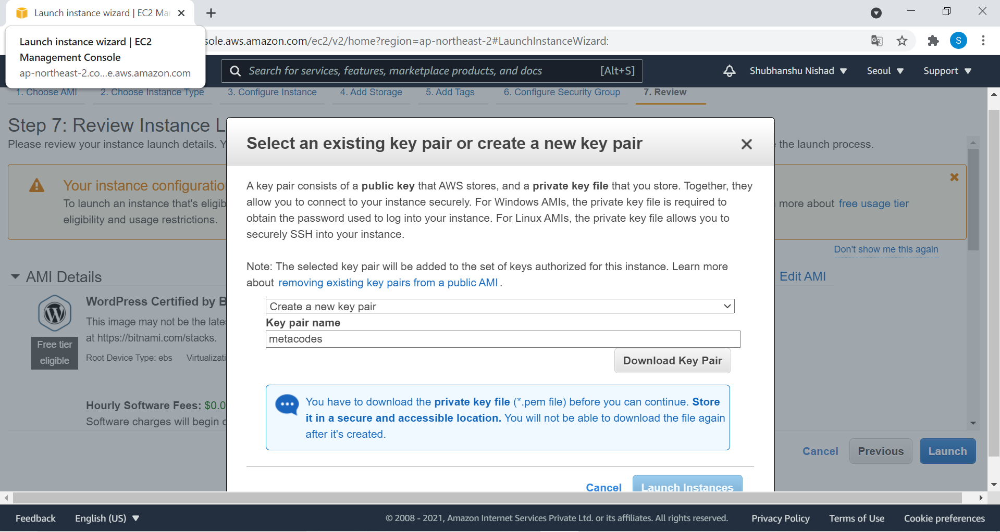 Launch instance wizard | EC2 Ma
Launch instance wizard | EC2
Management Console
ap-northeast-2.co...e.aws.amazon.com
sole.aws.amazon.com/ec2/v2/home?region=ap-northeast-2#LaunchInstanceWizard:
S
Search for services, features, marketplace products, and docs [Alt+S]
Shubhanshu Nishad Seoul Support
1. Choose AMI 2. Choose Instance Type 3. Configure Instance 4. Add Storage 5. Add Tags 6. Configure Security Group 7. Review
Step 7: Review Instance L
Please review your instance launch details. Y
the launch process.
Your instance configuration
To launch an instance that's eligib
eligibility and usage restrictions.
more about free usage tier
Don't show me this again
AMI Details
Edit AMI
WordPress Certified by B
This image may not be the late
at https://bitnami.com/stacks.
Free tier
eligible
Root Device Type: ebs Virtualizati
Hourly Software Fees: $0.0
Software charges will begin o
Select an existing key pair or create a new key pair
A key pair consists of a public key that AWS stores, and a private key file that you store. Together, they
allow you to connect to your instance securely. For Windows AMIs, the private key file is required to
obtain the password used to log into your instance. For Linux AMIs, the private key file allows you to
securely SSH into your instance.
Note: The selected key pair will be added to the set of keys authorized for this instance. Learn more
about removing existing key pairs from a public AMI.
Create a new key pair
Key pair name
metacodes
Download Key Pair
You have to download the private key file (*.pem file) before you can continue. Store
it in a secure and accessible location. You will not be able to download the file again
after it's created.
Cancel Launch Instances
Cancel Previous Launch
Feedback English (US)
© 2008 - 2021, Amazon Internet Services Private Ltd. or its affiliates. All rights reserved. Privacy Policy Terms of Use Cookie preferences